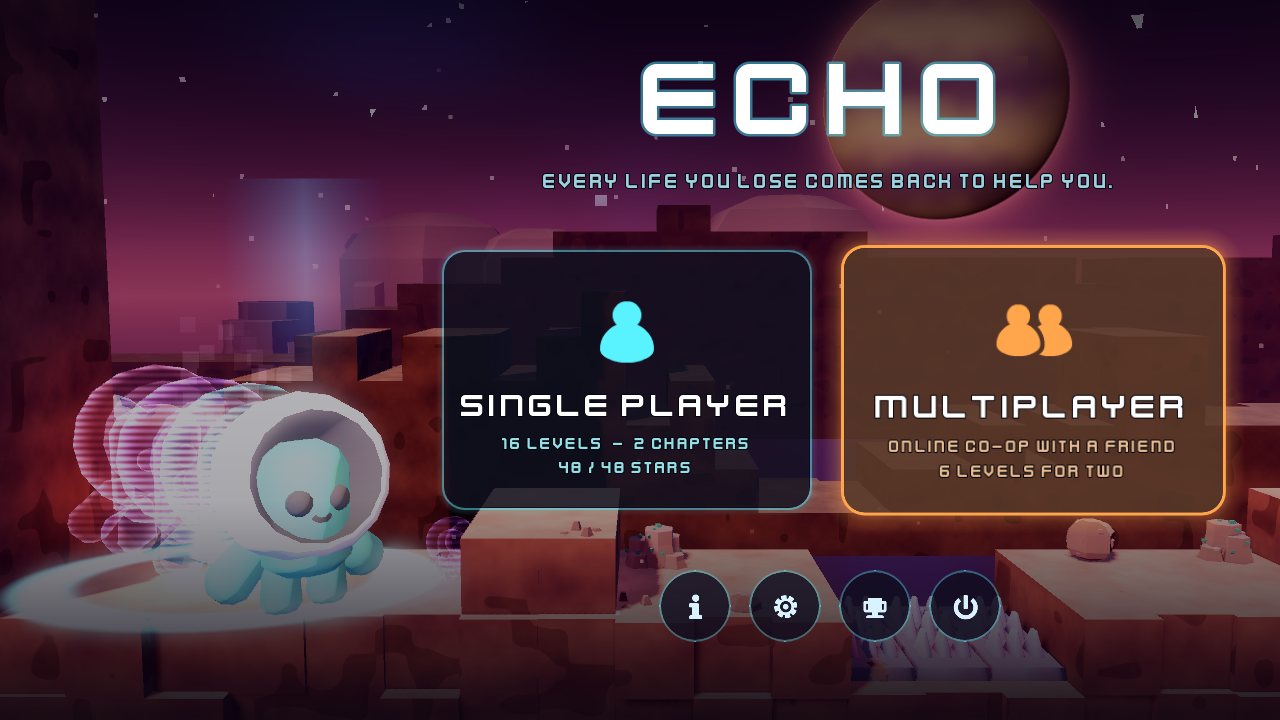 ECHO
EVERY LIFE YOU LOSE COMES BACK TO HELP YOU.
SINGLE PLAYER
16 LEVELS – 2 CHAPTERS
48 / 48 STARS
MULTIPLAYER
ONLINE CO-OP WITH A FRIEND
6 LEVELS FOR TWO